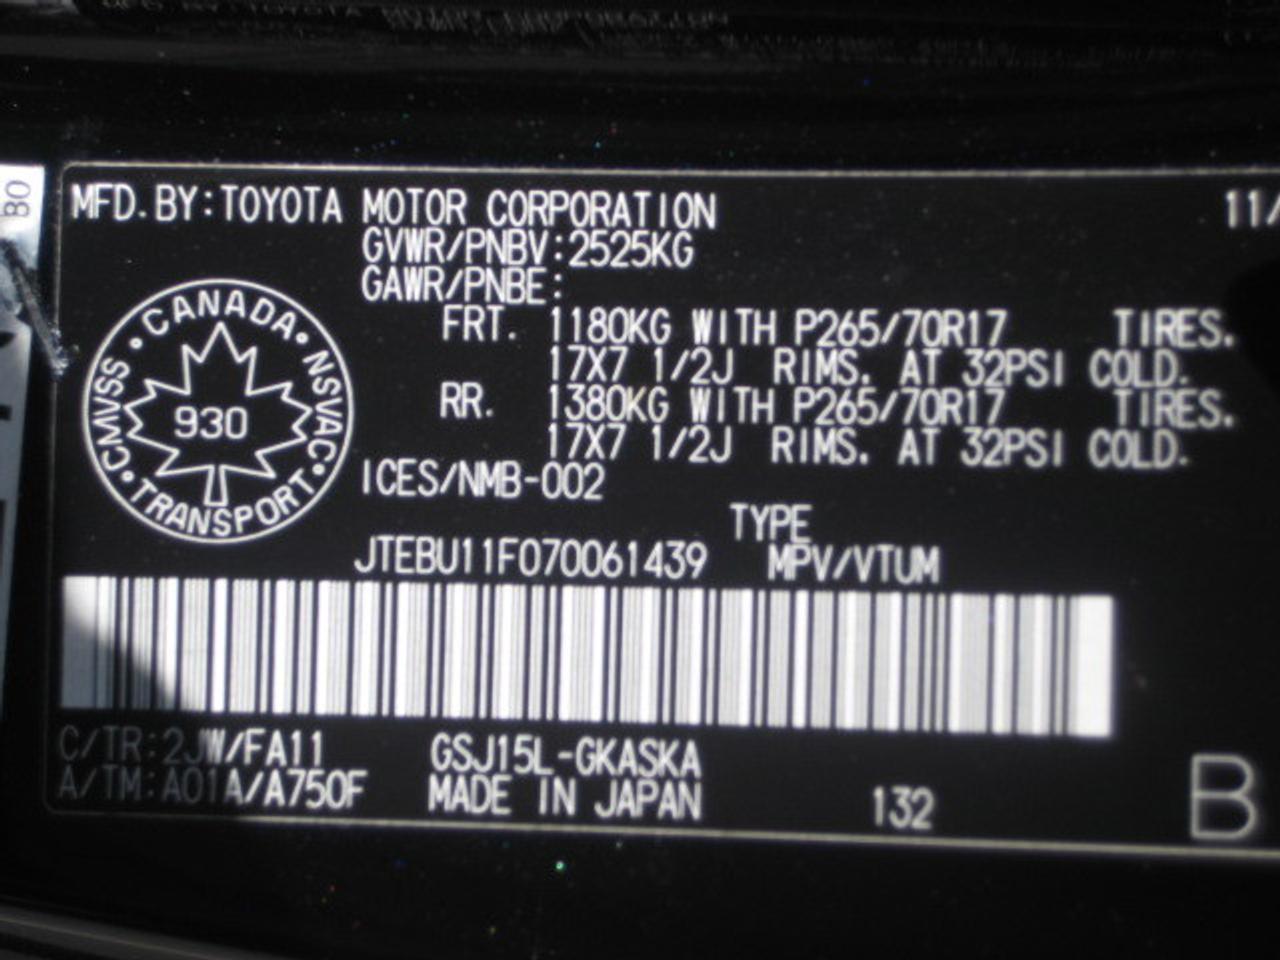 BO
MFD. BY: TOYOTA MOTOR CORPORATION 11/
GVWR/PNBV: 2525KG
GAWR/PNBE:
FRT. 1180KG WITH P265/70R17 TIRES.
17X7 1/2J RIMS. AT 32PSI COLD.
RR. 1380KG WITH P265/70R17 TIRES.
17X7 1/2J RIMS. AT 32PSI COLD.
• CANADA •
NSVAC •
TRANSPORT
• CMVSS
930
ICES/NMB-002
TYPE
JTEBU11F070061439 MPV/VTUM
C/TR: 2JW/FA11 GSJ15L-GKASKA
A/TM: A01A/A750F MADE IN JAPAN 132 B